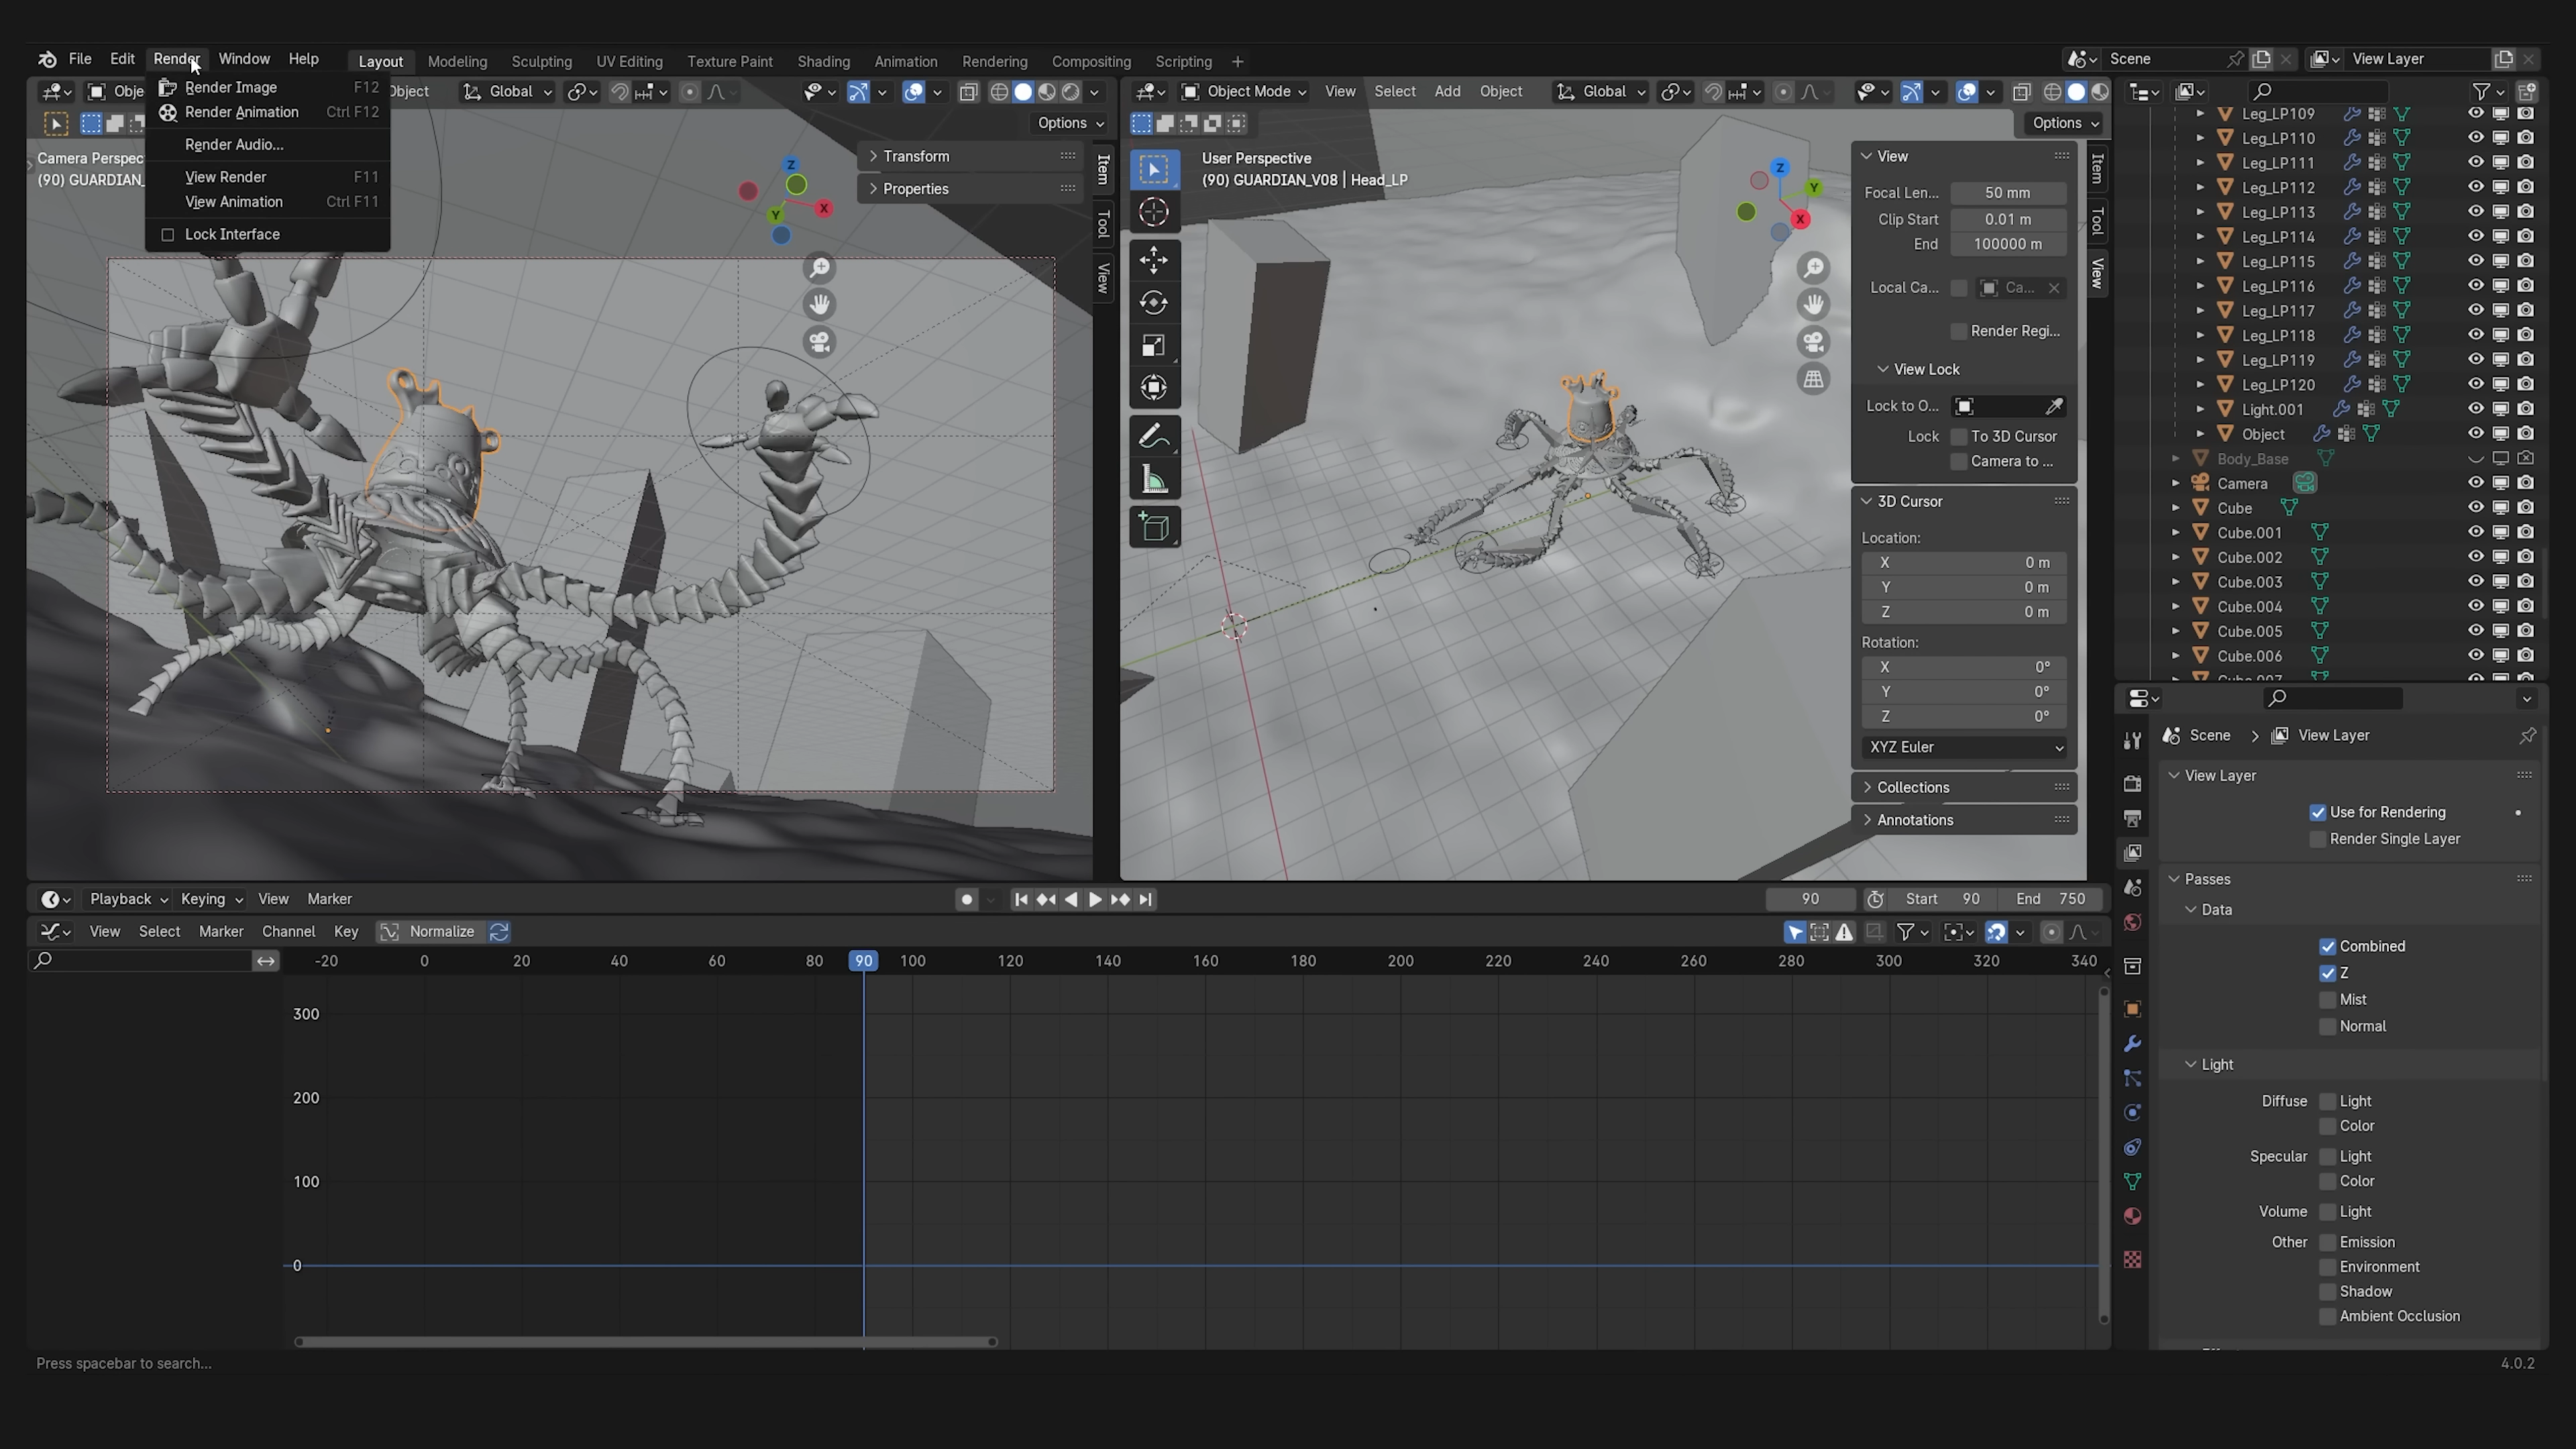 File Edit Render Window Help Layout Modeling Sculpting UV Editing Texture Paint Shading Animation Rendering Compositing Scripting + Scene View Layer
Render Image F12
Render Animation Ctrl F12
Render Audio...
View Render F11
View Animation Ctrl F11
Lock Interface
Obje
Object Global
Options
Camera Perspec
(90) GUARDIAN_
Transform
Properties
Z
X
Y
Item
Tool
View
Object Mode View Select Add Object Global
Options
User Perspective
(90) GUARDIAN_V08 | Head_LP
Z
Y
X
View
Focal Len... 50 mm
Clip Start 0.01 m
End 100000 m
Local Ca... Ca...
Render Regi...
View Lock
Lock to O...
Lock To 3D Cursor
Camera to ...
3D Cursor
Location:
X 0 m
Y 0 m
Z 0 m
Rotation:
X 0°
Y 0°
Z 0°
XYZ Euler
Collections
Annotations
Item
Tool
View
Leg_LP109
Leg_LP110
Leg_LP111
Leg_LP112
Leg_LP113
Leg_LP114
Leg_LP115
Leg_LP116
Leg_LP117
Leg_LP118
Leg_LP119
Leg_LP120
Light.001
Object
Body_Base
Camera
Cube
Cube.001
Cube.002
Cube.003
Cube.004
Cube.005
Cube.006
Cube.007
Scene > View Layer
View Layer
Use for Rendering
Render Single Layer
Passes
Data
Combined
Z
Mist
Normal
Light
Diffuse Light
Color
Specular Light
Color
Volume Light
Other Emission
Environment
Shadow
Ambient Occlusion
Playback Keying View Marker 90 Start 90 End 750
View Select Marker Channel Key Normalize
-20 0 20 40 60 80 90 100 120 140 160 180 200 220 240 260 280 300 320 340
300
200
100
0
Press spacebar to search... 4.0.2